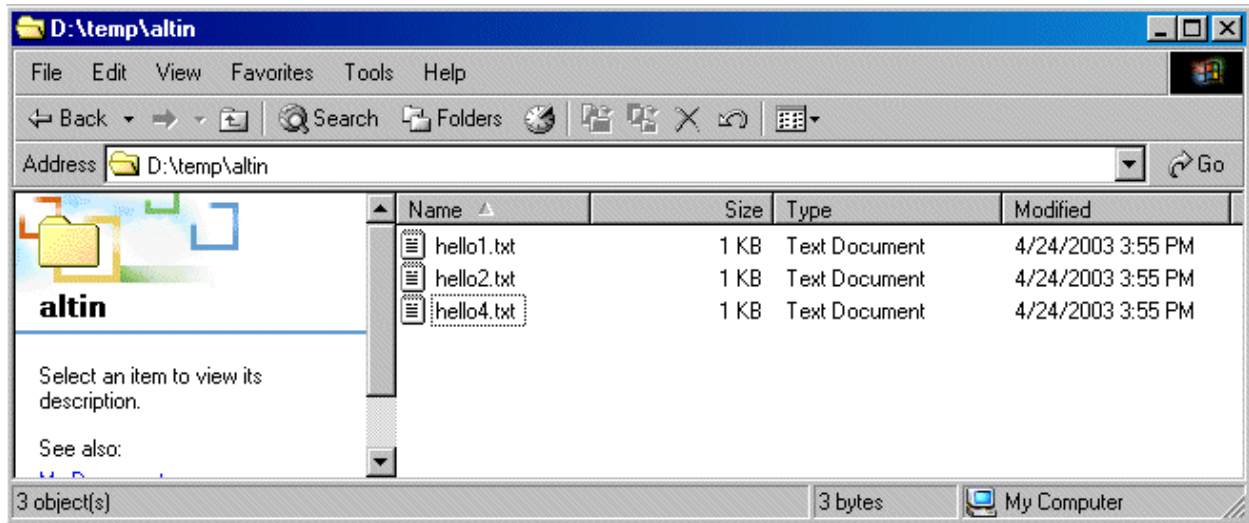 D:\temp\altin
File Edit View Favorites Tools Help
Back Search Folders
Address D:\temp\altin Go
Name Size Type Modified
hello1.txt 1 KB Text Document 4/24/2003 3:55 PM
hello2.txt 1 KB Text Document 4/24/2003 3:55 PM
hello4.txt 1 KB Text Document 4/24/2003 3:55 PM
altin
Select an item to view its
description.
See also:
3 object(s) 3 bytes My Computer